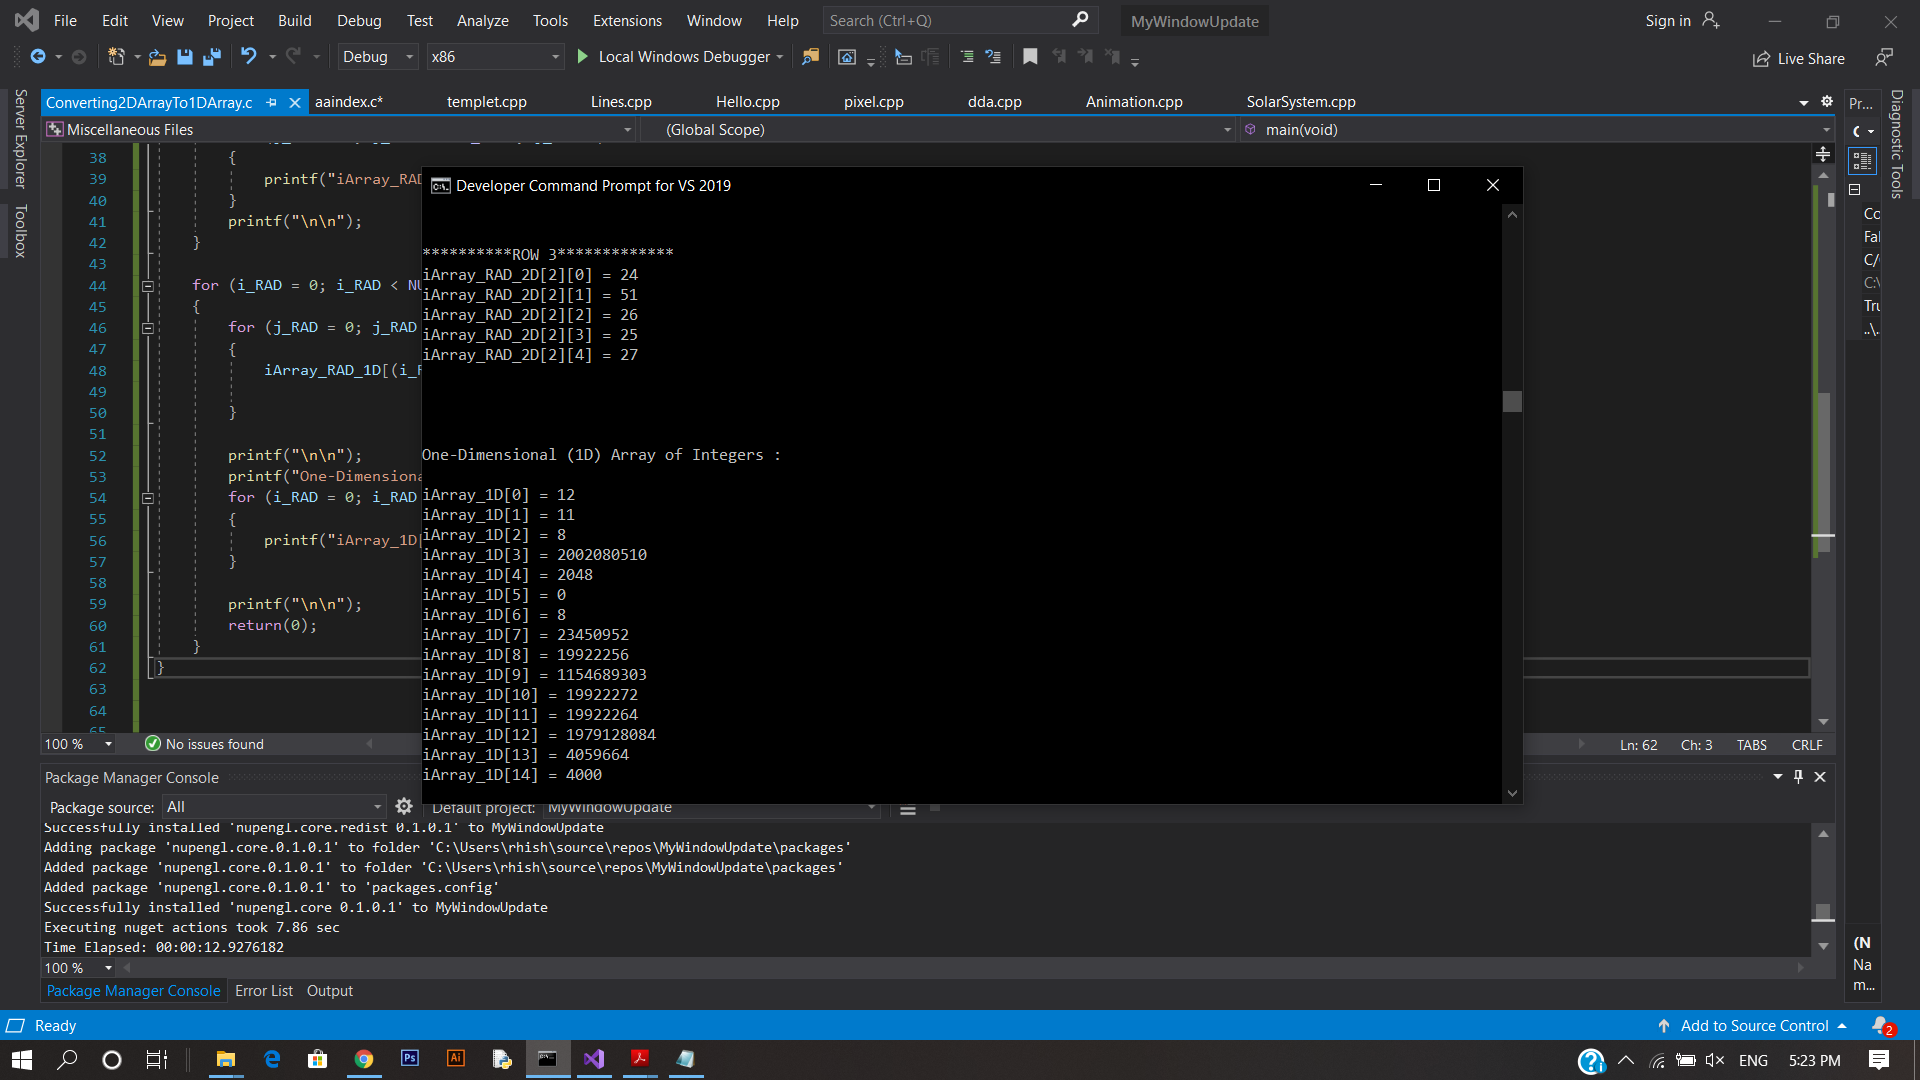 File Edit View Project Build Debug Test Analyze Tools Extensions Window Help Search (Ctrl+Q) MyWindowUpdate Sign in
Debug x86 Local Windows Debugger Live Share
Server Explorer
Toolbox
Converting2DArrayTo1DArray.c aaindex.c* templet.cpp Lines.cpp Hello.cpp pixel.cpp dda.cpp Animation.cpp SolarSystem.cpp
Miscellaneous Files (Global Scope) main(void)
38 {
39 printf("iArray_RAD
40 }
41 printf("\n\n");
42 }
43
44 for (i_RAD = 0; i_RAD < NU
45 {
46 for (j_RAD = 0; j_RAD
47 {
48 iArray_RAD_1D[(i_R
49
50 }
51
52 printf("\n\n");
53 printf("One-Dimensiona
54 for (i_RAD = 0; i_RAD
55 {
56 printf("iArray_1D[
57 }
58
59 printf("\n\n");
60 return(0);
61 }
62 }
63
64
65
Developer Command Prompt for VS 2019
**********ROW 3*************
iArray_RAD_2D[2][0] = 24
iArray_RAD_2D[2][1] = 51
iArray_RAD_2D[2][2] = 26
iArray_RAD_2D[2][3] = 25
iArray_RAD_2D[2][4] = 27
One-Dimensional (1D) Array of Integers :
iArray_1D[0] = 12
iArray_1D[1] = 11
iArray_1D[2] = 8
iArray_1D[3] = 2002080510
iArray_1D[4] = 2048
iArray_1D[5] = 0
iArray_1D[6] = 8
iArray_1D[7] = 23450952
iArray_1D[8] = 19922256
iArray_1D[9] = 1154689303
iArray_1D[10] = 19922272
iArray_1D[11] = 19922264
iArray_1D[12] = 1979128084
iArray_1D[13] = 4059664
iArray_1D[14] = 4000
Pr...
Co
Fal
C/
C:\
Tru
..\.
(N
Na
m...
Diagnostic Tools
100 % No issues found Ln: 62 Ch: 3 TABS CRLF
Package Manager Console
Package source: All Default project: MyWindowUpdate
Successfully installed 'nupengl.core.redist 0.1.0.1' to MyWindowUpdate
Adding package 'nupengl.core.0.1.0.1' to folder 'C:\Users\rhish\source\repos\MyWindowUpdate\packages'
Added package 'nupengl.core.0.1.0.1' to folder 'C:\Users\rhish\source\repos\MyWindowUpdate\packages'
Added package 'nupengl.core.0.1.0.1' to 'packages.config'
Successfully installed 'nupengl.core 0.1.0.1' to MyWindowUpdate
Executing nuget actions took 7.86 sec
Time Elapsed: 00:00:12.9276182
100 %
Package Manager Console Error List Output
Ready Add to Source Control 2
Ps Ai ENG 5:23 PM